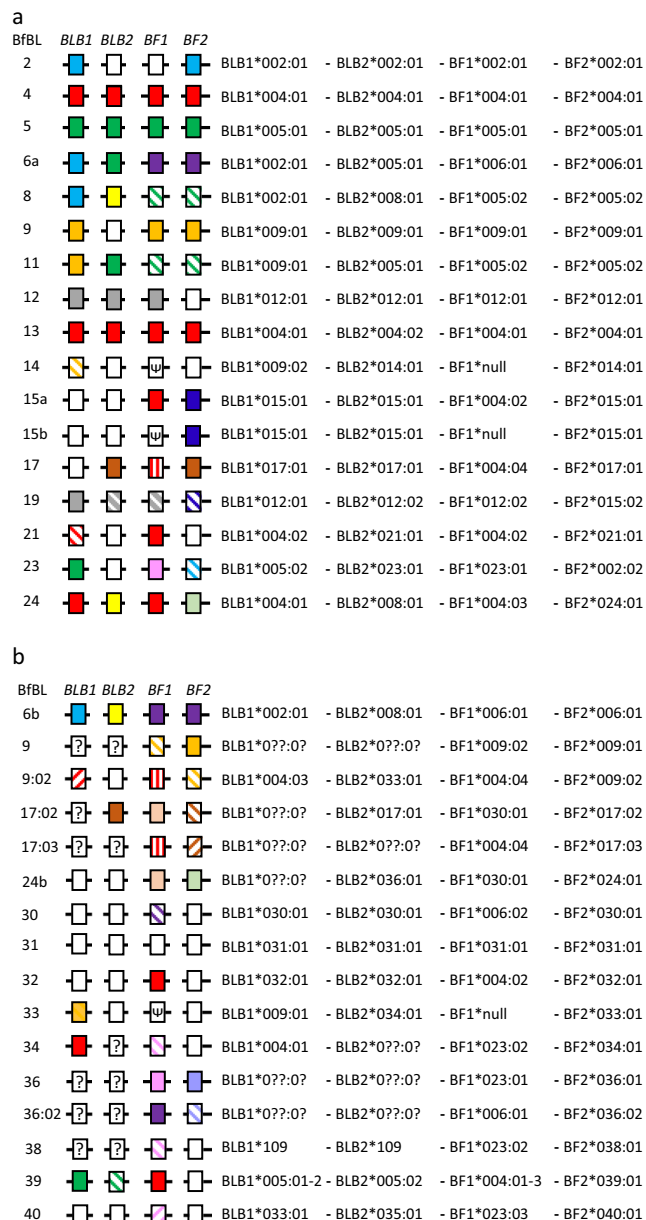 a
BfBL BLB1 BLB2 BF1 BF2
2 BLB1*002:01 - BLB2*002:01 - BF1*002:01 - BF2*002:01
4 BLB1*004:01 - BLB2*004:01 - BF1*004:01 - BF2*004:01
5 BLB1*005:01 - BLB2*005:01 - BF1*005:01 - BF2*005:01
6a BLB1*002:01 - BLB2*005:01 - BF1*006:01 - BF2*006:01
8 BLB1*002:01 - BLB2*008:01 - BF1*005:02 - BF2*005:02
9 BLB1*009:01 - BLB2*009:01 - BF1*009:01 - BF2*009:01
11 BLB1*009:01 - BLB2*005:01 - BF1*005:02 - BF2*005:02
12 BLB1*012:01 - BLB2*012:01 - BF1*012:01 - BF2*012:01
13 BLB1*004:01 - BLB2*004:02 - BF1*004:01 - BF2*004:01
14 Ψ BLB1*009:02 - BLB2*014:01 - BF1*null - BF2*014:01
15a BLB1*015:01 - BLB2*015:01 - BF1*004:02 - BF2*015:01
15b Ψ BLB1*015:01 - BLB2*015:01 - BF1*null - BF2*015:01
17 BLB1*017:01 - BLB2*017:01 - BF1*004:04 - BF2*017:01
19 BLB1*012:01 - BLB2*012:02 - BF1*012:02 - BF2*015:02
21 BLB1*004:02 - BLB2*021:01 - BF1*004:02 - BF2*021:01
23 BLB1*005:02 - BLB2*023:01 - BF1*023:01 - BF2*002:02
24 BLB1*004:01 - BLB2*008:01 - BF1*004:03 - BF2*024:01
b
BfBL BLB1 BLB2 BF1 BF2
6b BLB1*002:01 - BLB2*008:01 - BF1*006:01 - BF2*006:01
9 ? ? BLB1*0??:0? - BLB2*0??:0? - BF1*009:02 - BF2*009:01
9:02 BLB1*004:03 - BLB2*033:01 - BF1*004:04 - BF2*009:02
17:02 ? BLB1*0??:0? - BLB2*017:01 - BF1*030:01 - BF2*017:02
17:03 ? ? BLB1*0??:0? - BLB2*0??:0? - BF1*004:04 - BF2*017:03
24b BLB1*0??:0? - BLB2*036:01 - BF1*030:01 - BF2*024:01
30 BLB1*030:01 - BLB2*030:01 - BF1*006:02 - BF2*030:01
31 BLB1*031:01 - BLB2*031:01 - BF1*031:01 - BF2*031:01
32 BLB1*032:01 - BLB2*032:01 - BF1*004:02 - BF2*032:01
33 Ψ BLB1*009:01 - BLB2*034:01 - BF1*null - BF2*033:01
34 ? BLB1*004:01 - BLB2*0??:0? - BF1*023:02 - BF2*034:01
36 ? ? BLB1*0??:0? - BLB2*0??:0? - BF1*023:01 - BF2*036:01
36:02 ? ? BLB1*0??:0? - BLB2*0??:0? - BF1*006:01 - BF2*036:02
38 ? ? BLB1*109 - BLB2*109 - BF1*023:02 - BF2*038:01
39 BLB1*005:01-2 - BLB2*005:02 - BF1*004:01-3 - BF2*039:01
40 BLB1*033:01 - BLB2*035:01 - BF1*023:03 - BF2*040:01